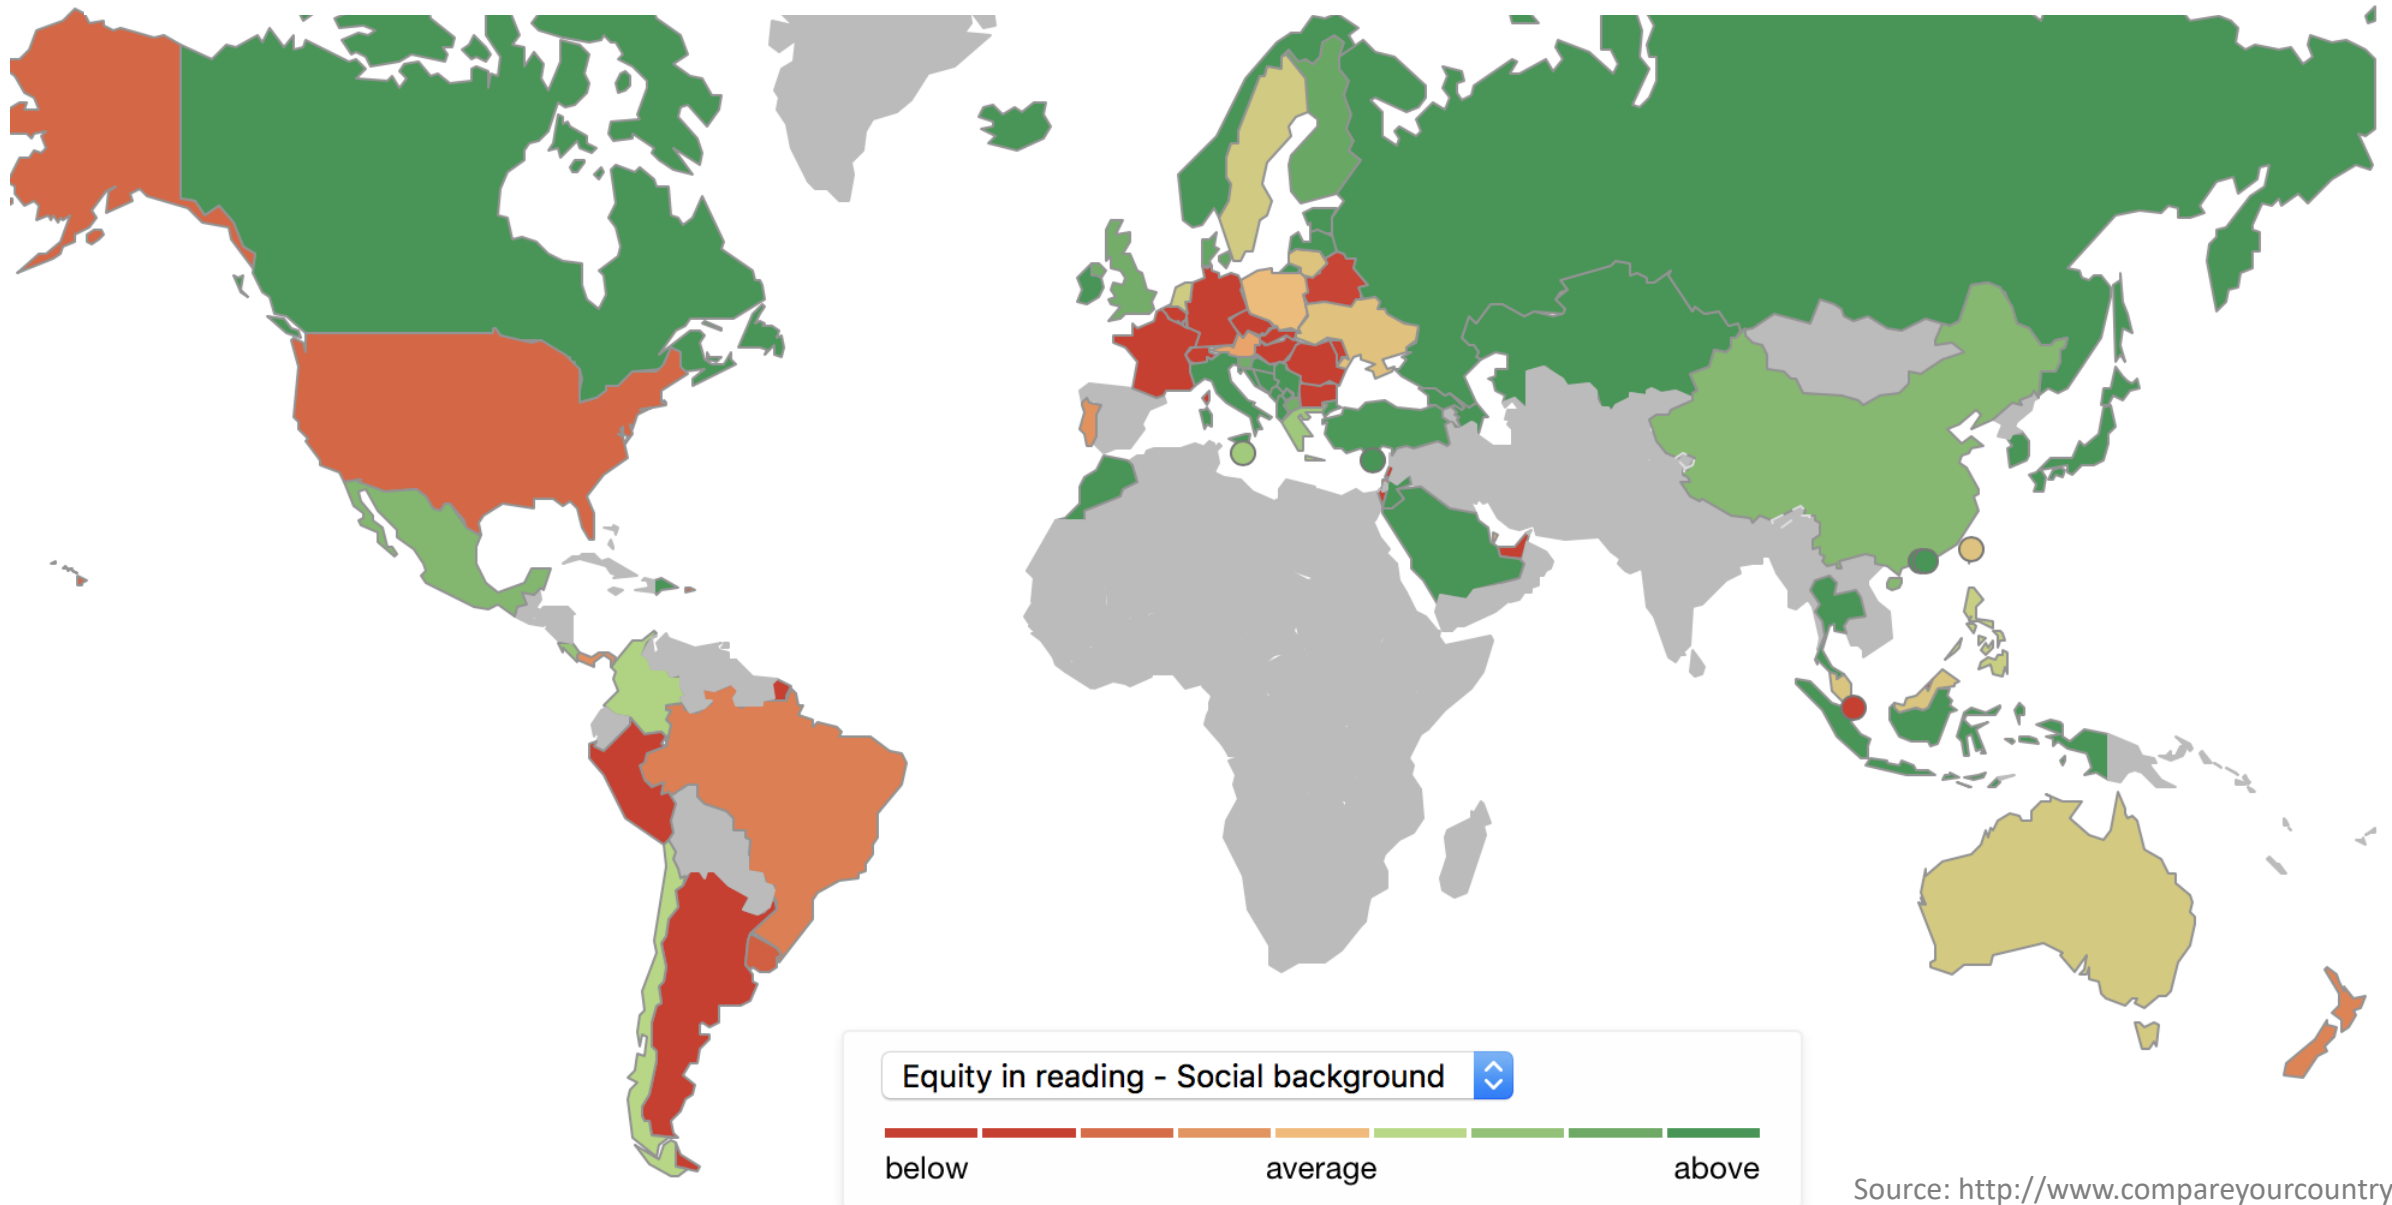 Equity in reading - Social background
below average above
Source: http://www.compareyourcountry